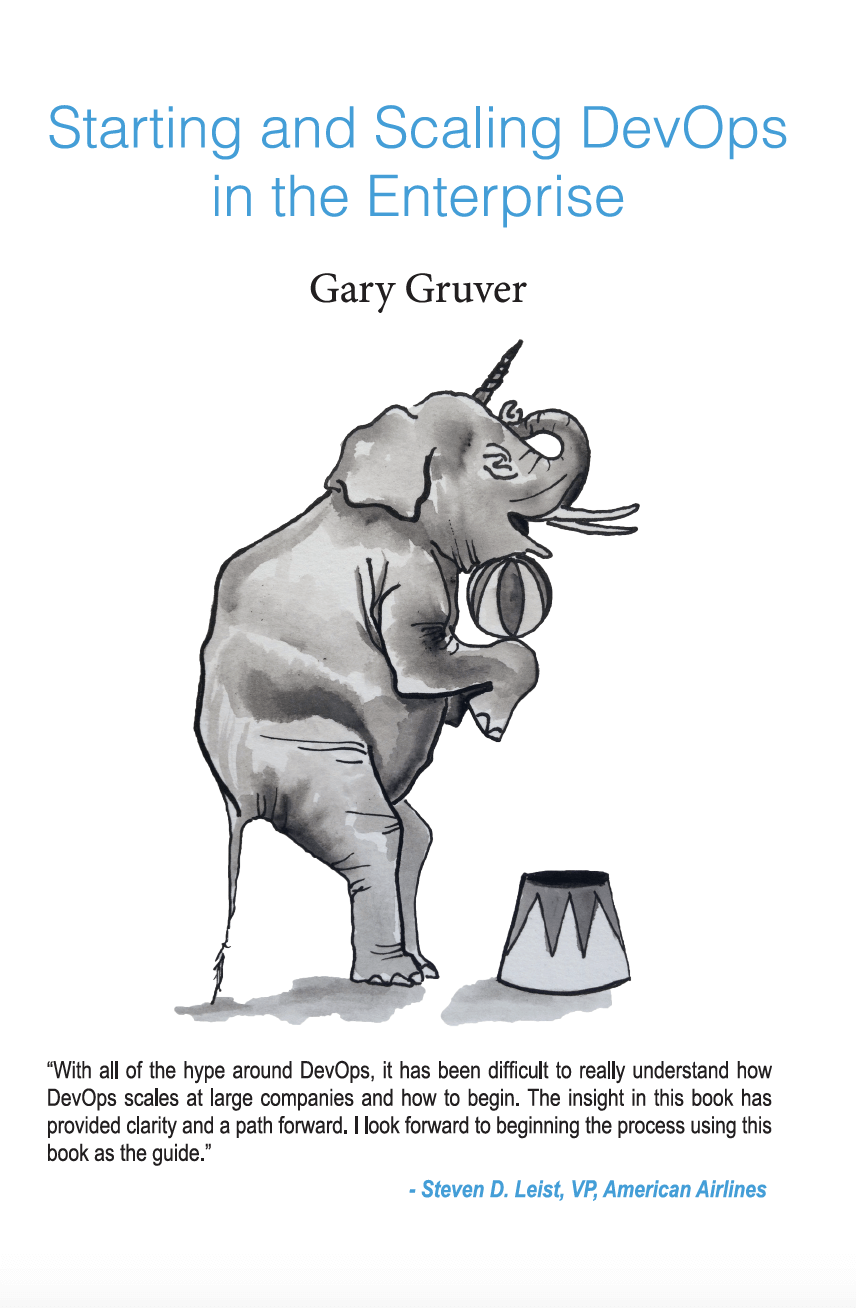 Starting and Scaling DevOps
in the Enterprise
Gary Gruver
“With all of the hype around DevOps, it has been difficult to really understand how
DevOps scales at large companies and how to begin. The insight in this book has
provided clarity and a path forward. I look forward to beginning the process using this
book as the guide.”
- Steven D. Leist, VP, American Airlines